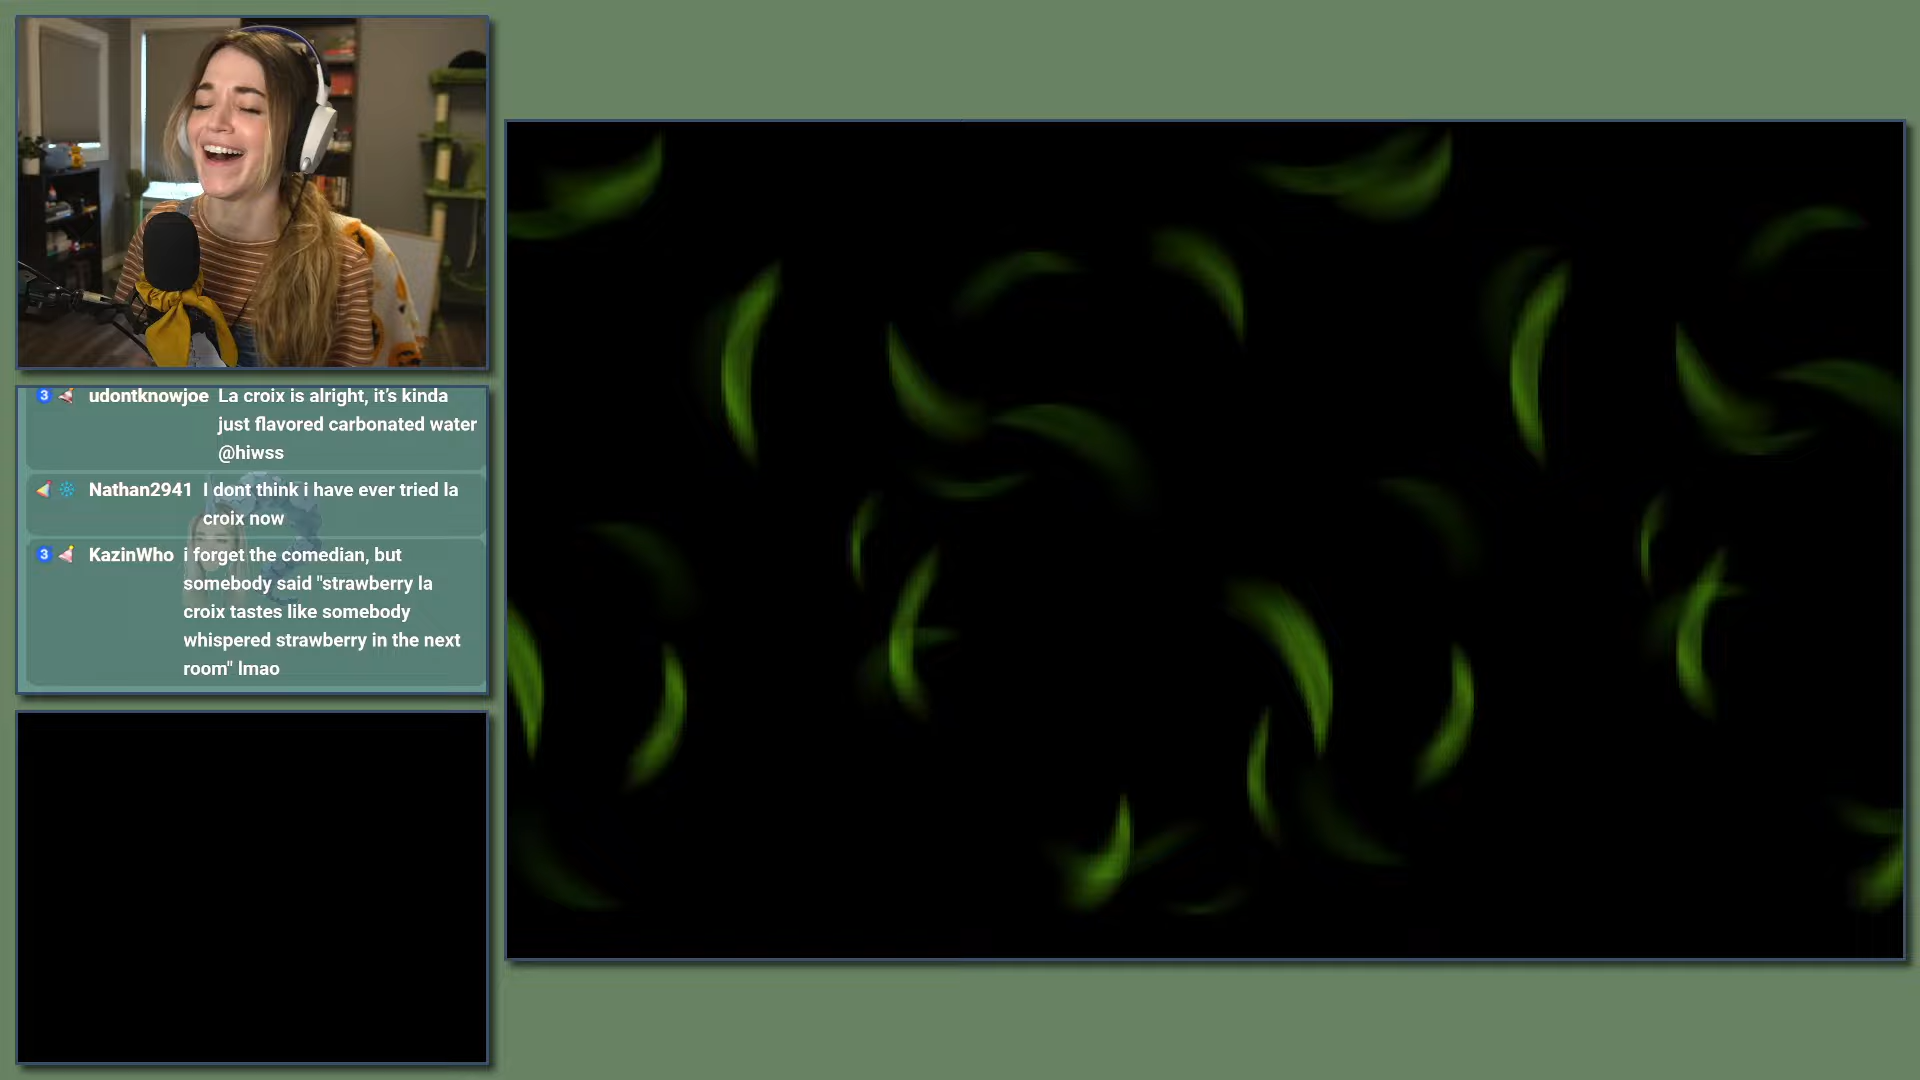 3 udontknowjoe La croix is alright, it’s kinda
just flavored carbonated water
@hiwss
Nathan2941 I dont think i have ever tried la
croix now
3 KazinWho i forget the comedian, but
somebody said "strawberry la
croix tastes like somebody
whispered strawberry in the next
room" lmao